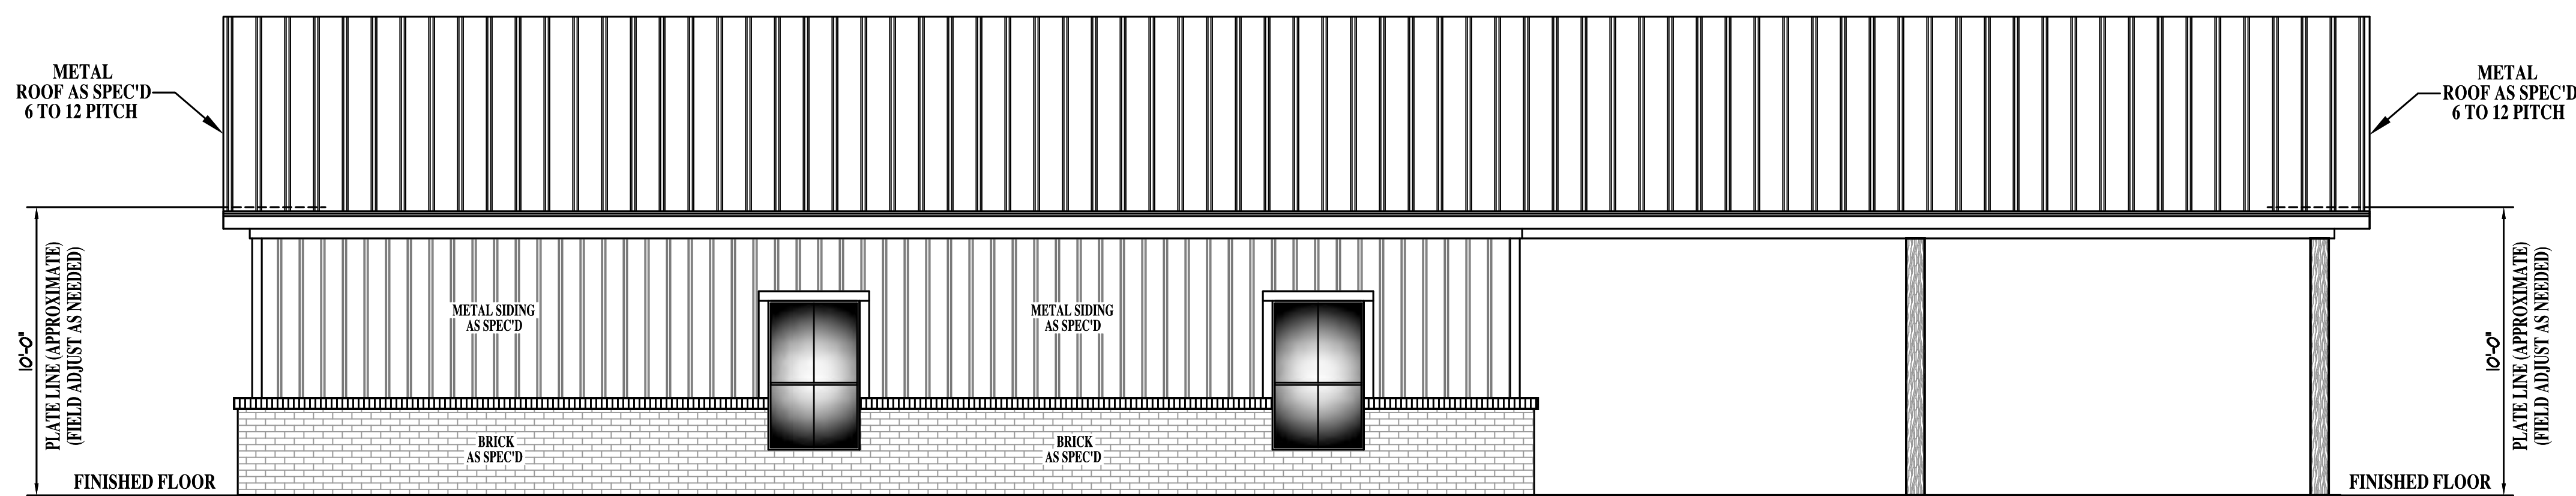 METAL
ROOF AS SPEC'D
6 TO 12 PITCH
METAL
ROOF AS SPEC'D
6 TO 12 PITCH
10'-0"
PLATE LINE (APPROXIMATE)
(FIELD ADJUST AS NEEDED)
METAL SIDING
AS SPEC'D
METAL SIDING
AS SPEC'D
10'-0"
PLATE LINE (APPROXIMATE)
(FIELD ADJUST AS NEEDED)
BRICK
AS SPEC'D
BRICK
AS SPEC'D
FINISHED FLOOR
FINISHED FLOOR